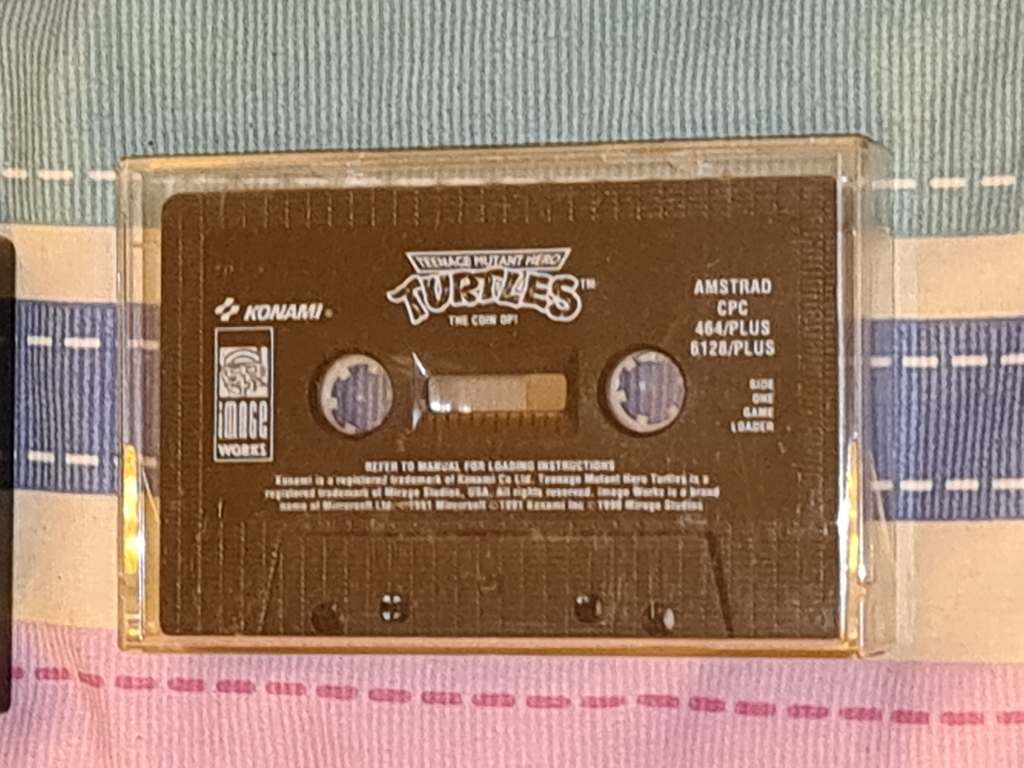 TEENAGE MUTANT HERO
TURTLES™
THE COIN OP!
KONAMI®
AMSTRAD
CPC
464/PLUS
6128/PLUS
SIDE
ONE
GAME
LOADER
image
WORKS
REFER TO MANUAL FOR LOADING INSTRUCTIONS
Konami is a registered trademark of Konami Co Ltd. Teenage Mutant Hero Turtles is a
registered trademark of Mirage Studios, USA. All rights reserved. Image Works is a brand
name of Mirrorsoft Ltd. ©1991 Mirrorsoft ©1991 Konami Inc ©1990 Mirage Studios